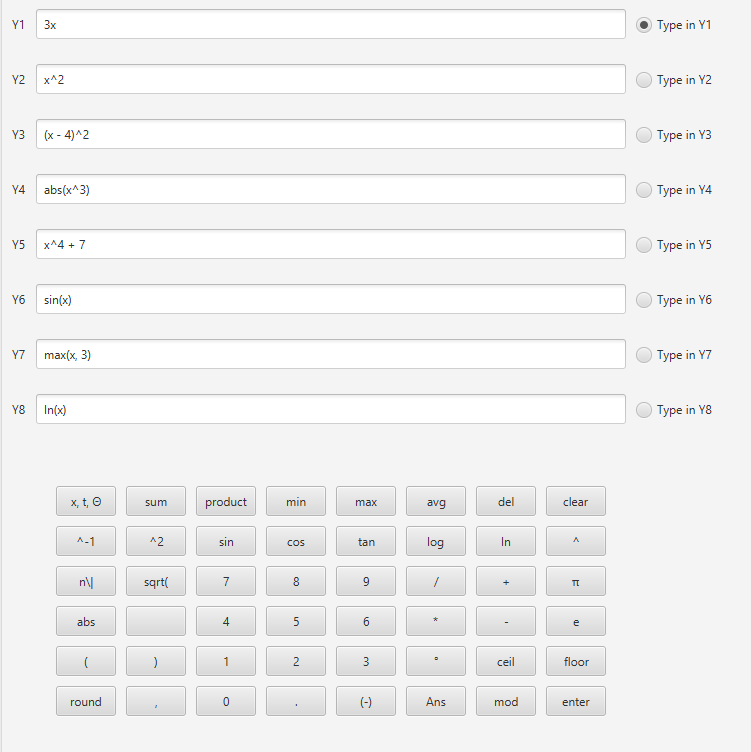 Y1 3x Type in Y1
Y2 x^2 Type in Y2
Y3 (x - 4)^2 Type in Y3
Y4 abs(x^3) Type in Y4
Y5 x^4 + 7 Type in Y5
Y6 sin(x) Type in Y6
Y7 max(x, 3) Type in Y7
Y8 ln(x) Type in Y8
x, t, Θ sum product min max avg del clear
^-1 ^2 sin cos tan log ln ^
n\| sqrt( 7 8 9 / + π
abs 4 5 6 * - e
( ) 1 2 3 ° ceil floor
round , 0 . (-) Ans mod enter